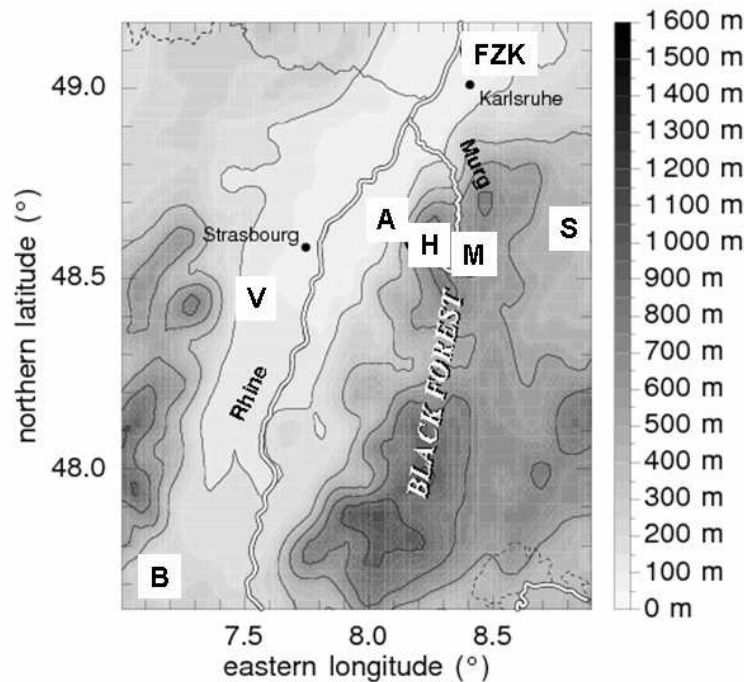 1600 m
1500 m
1400 m
1300 m
1200 m
1100 m
1000 m
900 m
800 m
700 m
600 m
500 m
400 m
300 m
200 m
100 m
0 m
northern latitude (°)
49.0
48.5
48.0
FZK
Karlsruhe
Murg
A
S
Strasbourg
H
M
V
BLACK FOREST
Rhine
B
7.5
8.0
8.5
eastern longitude (°)